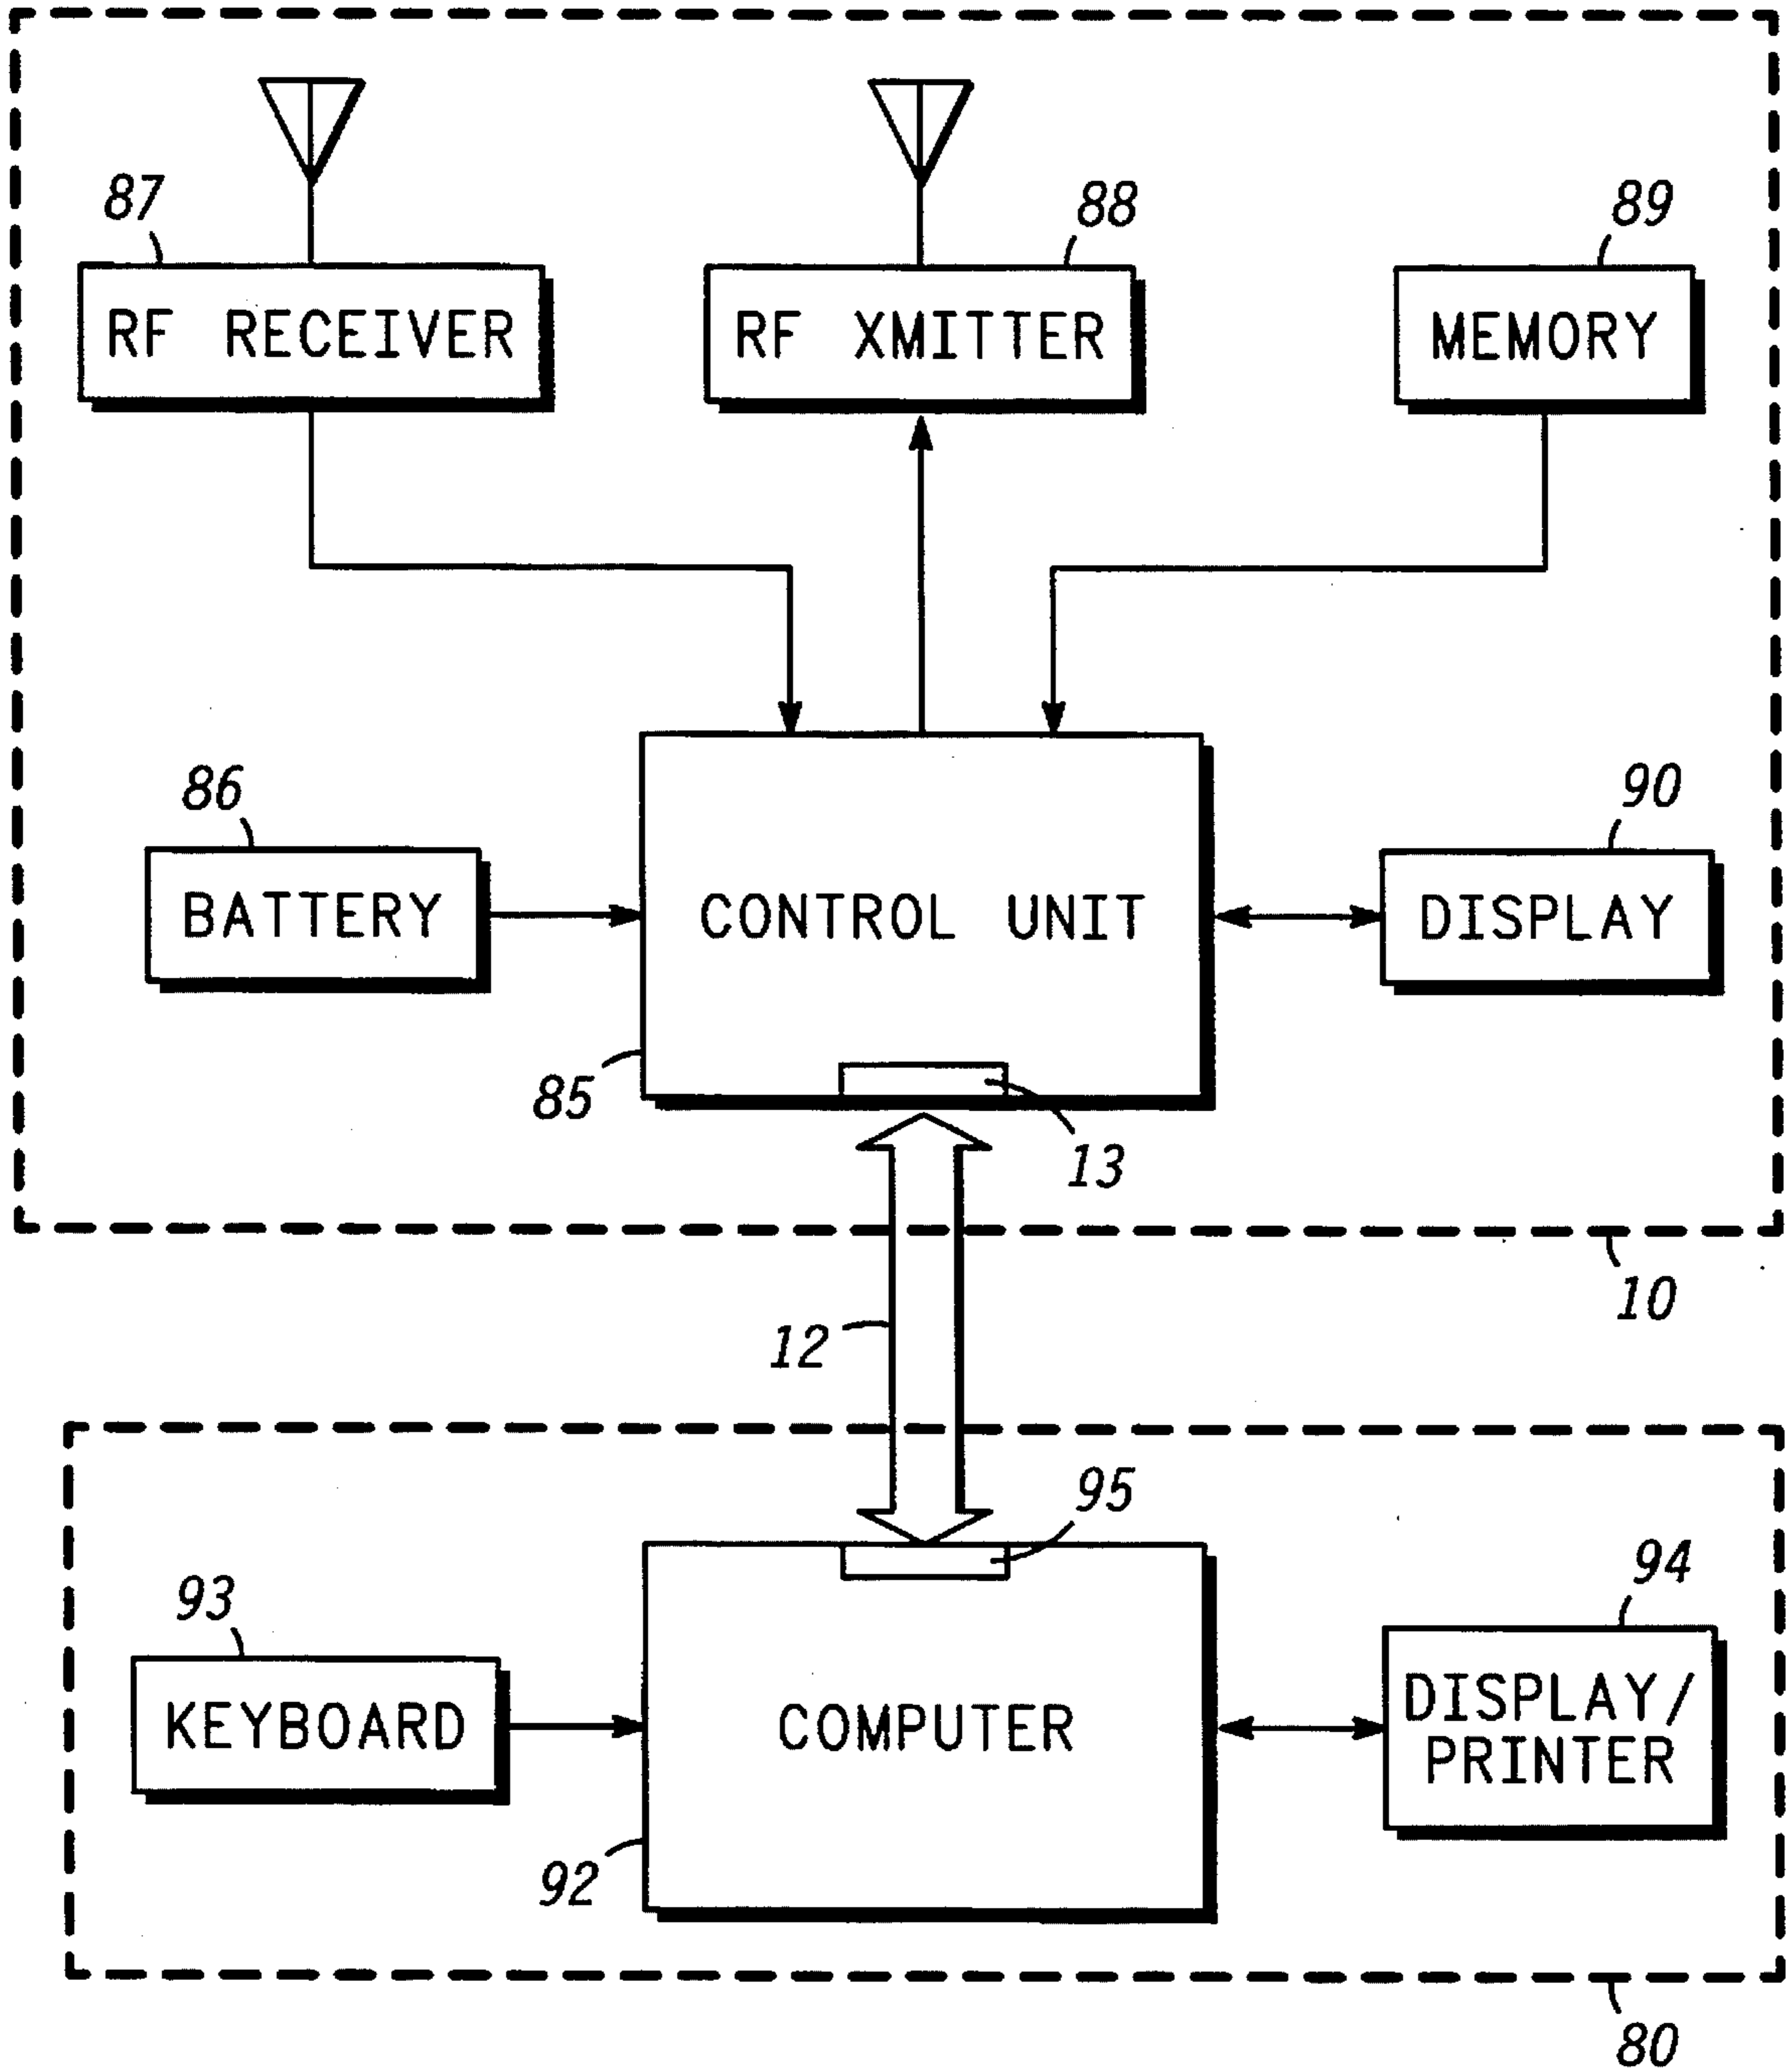 87
88
89
RF RECEIVER
RF XMITTER
MEMORY
86
90
BATTERY
CONTROL UNIT
DISPLAY
85
13
10
12
95
93
94
KEYBOARD
COMPUTER
DISPLAY/
PRINTER
92
80